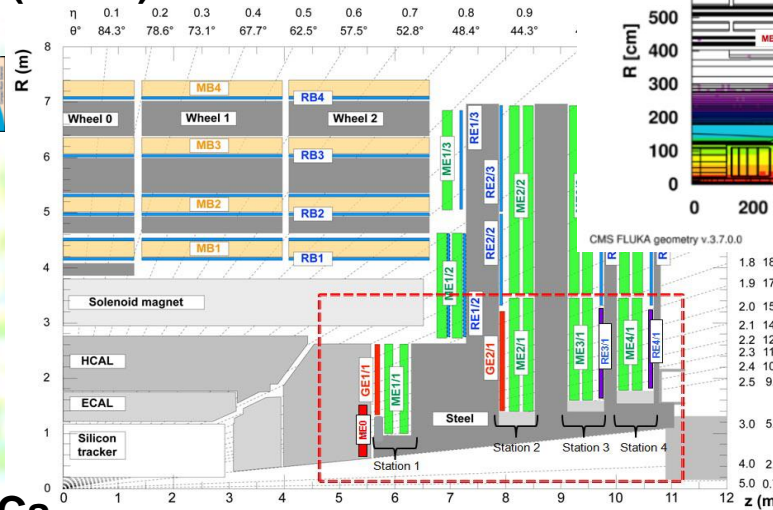 η 0.1 0.2 0.3 0.4 0.5 0.6 0.7 0.8 0.9
θ° 84.3° 78.6° 73.1° 67.7° 62.5° 57.5° 52.8° 48.4° 44.3°
R (m)
8
7
6
5
4
3
2
1
0
MB4
RB4
Wheel 0
Wheel 1
Wheel 2
MB3
RB3
MB2
RB2
MB1
RB1
Solenoid magnet
HCAL
ECAL
Silicon
tracker
Steel
ME0
GE1/1
ME1/1
ME1/2
ME1/3
RE1/3
RE1/2
RE2/3
RE2/2
GE2/1
ME2/2
ME2/1
ME3/1
RE3/1
ME4/1
RE4/1
Station 1
Station 2
Station 3
Station 4
0 1 2 3 4 5 6 7 8 9 10 11 12
R [cm]
500
400
300
200
100
0
0 200
CMS FLUKA geometry v.3.7.0.0
1.8
1.9
2.0
2.1
2.2
2.3
2.4
2.5
3.0
4.0
5.0